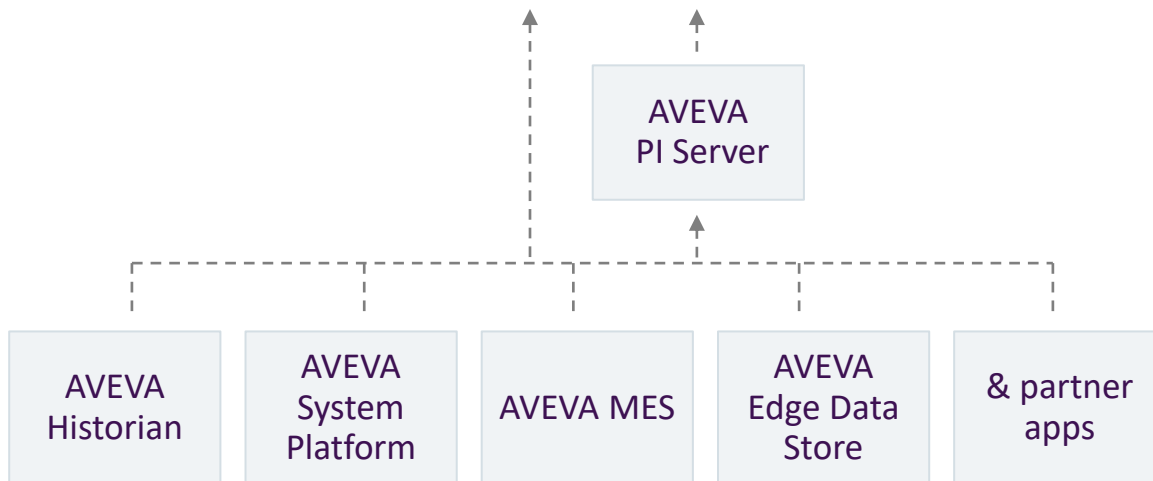 AVEVA
PI Server
AVEVA
Historian
AVEVA
System
Platform
AVEVA MES
AVEVA
Edge Data
Store
& partner
apps